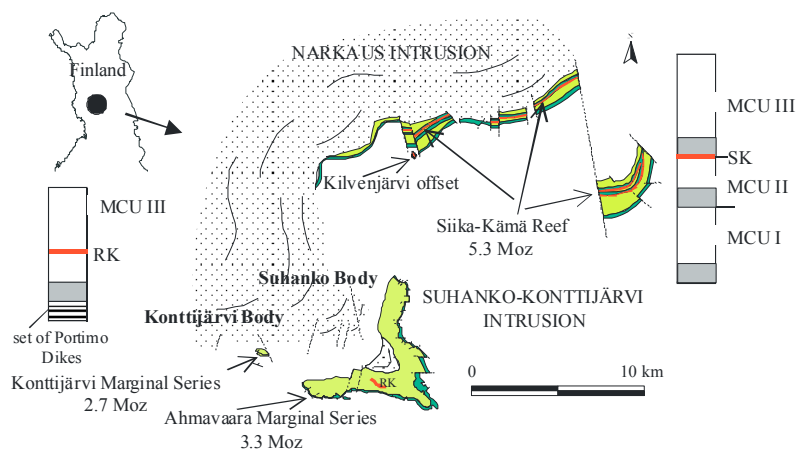 NARKAUS INTRUSION
Finland
MCU III
SK
MCU II
MCU I
Kilvenjärvi offset
Siika-Kämä Reef
5.3 Moz
MCU III
RK
set of Portimo
Dikes
Suhanko Body
Konttijärvi Body
SUHANKO-KONTTIJÄRVI
INTRUSION
Konttijärvi Marginal Series
2.7 Moz
RK
Ahmavaara Marginal Series
3.3 Moz
0
10 km